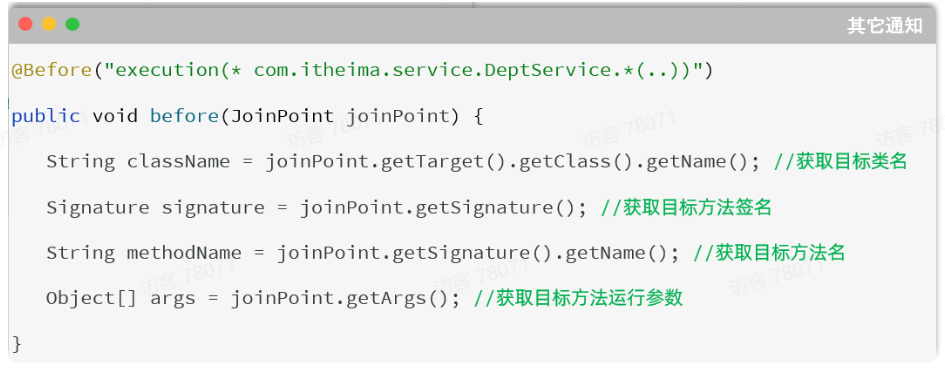 其它通知
@Before("execution(* com.itheima.service.DeptService.*(..))")
public void before(JoinPoint joinPoint) {
String className = joinPoint.getTarget().getClass().getName(); //获取目标类名
Signature signature = joinPoint.getSignature(); //获取目标方法签名
String methodName = joinPoint.getSignature().getName(); //获取目标方法名
Object[] args = joinPoint.getArgs(); //获取目标方法运行参数
}
访客 78071
访客 78071
访客 78071
访客 78071
访客 78071
访客 78071